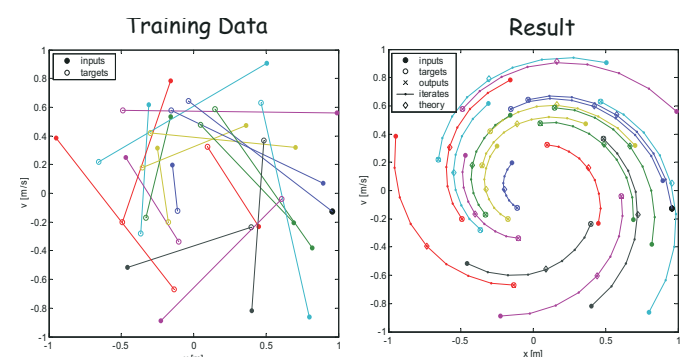 Training Data
Result
inputs
targets
inputs
targets
outputs
iterates
theory
v [m/s]
1
0.8
0.6
0.4
0.2
0
-0.2
-0.4
-0.6
-0.8
-1
-1
-0.5
0
0.5
1
v [m/s]
1
0.8
0.6
0.4
0.2
0
-0.2
-0.4
-0.6
-0.8
-1
-1
-0.5
0
0.5
1
x [m]